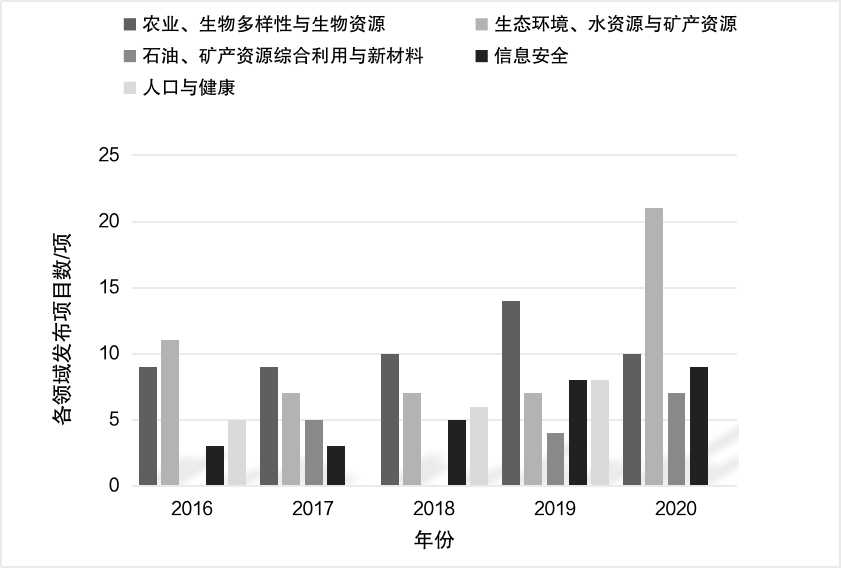 农业、生物多样性与生物资源
生态环境、水资源与矿产资源
石油、矿产资源综合利用与新材料
信息安全
人口与健康
25
20
15
10
5
0
各领域发布项目数/项
2016
2017
2018
2019
2020
年份